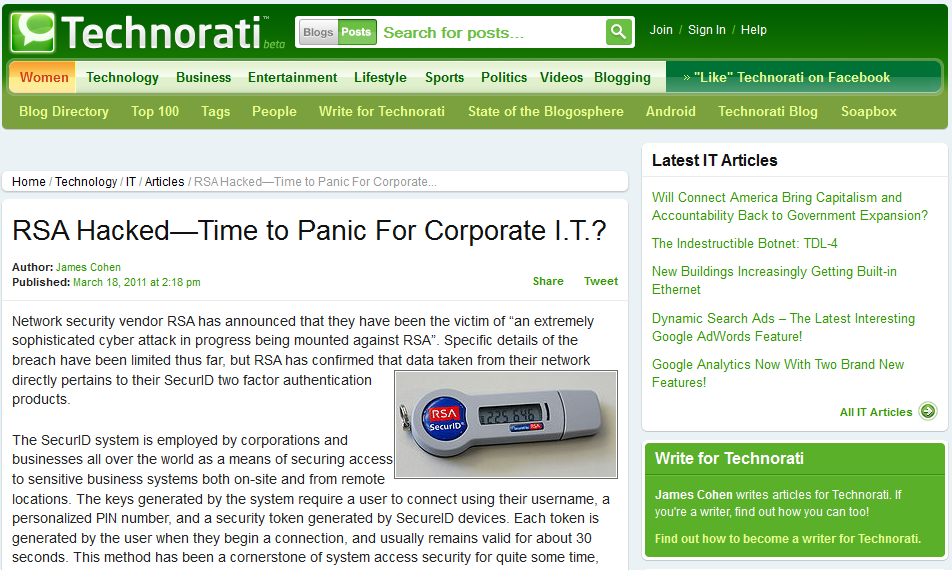 Technorati™ beta
Blogs Posts Search for posts...
Join / Sign In / Help
Women Technology Business Entertainment Lifestyle Sports Politics Videos Blogging » "Like" Technorati on Facebook
Blog Directory Top 100 Tags People Write for Technorati State of the Blogosphere Android Technorati Blog Soapbox
Home / Technology / IT / Articles / RSA Hacked—Time to Panic For Corporate...
RSA Hacked—Time to Panic For Corporate I.T.?
Author: James Cohen
Published: March 18, 2011 at 2:18 pm
Share Tweet
Network security vendor RSA has announced that they have been the victim of “an extremely
sophisticated cyber attack in progress being mounted against RSA”. Specific details of the
breach have been limited thus far, but RSA has confirmed that data taken from their network
directly pertains to their SecurID two factor authentication
products.
RSA
SecurID
The SecurID system is employed by corporations and
businesses all over the world as a means of securing access
to sensitive business systems both on-site and from remote
locations. The keys generated by the system require a user to connect using their username, a
personalized PIN number, and a security token generated by SecureID devices. Each token is
generated by the user when they begin a connection, and usually remains valid for about 30
seconds. This method has been a cornerstone of system access security for quite some time,
Latest IT Articles
Will Connect America Bring Capitalism and
Accountability Back to Government Expansion?
The Indestructible Botnet: TDL-4
New Buildings Increasingly Getting Built-in
Ethernet
Dynamic Search Ads – The Latest Interesting
Google AdWords Feature!
Google Analytics Now With Two Brand New
Features!
All IT Articles
Write for Technorati
James Cohen writes articles for Technorati. If
you're a writer, find out how you can too!
Find out how to become a writer for Technorati.